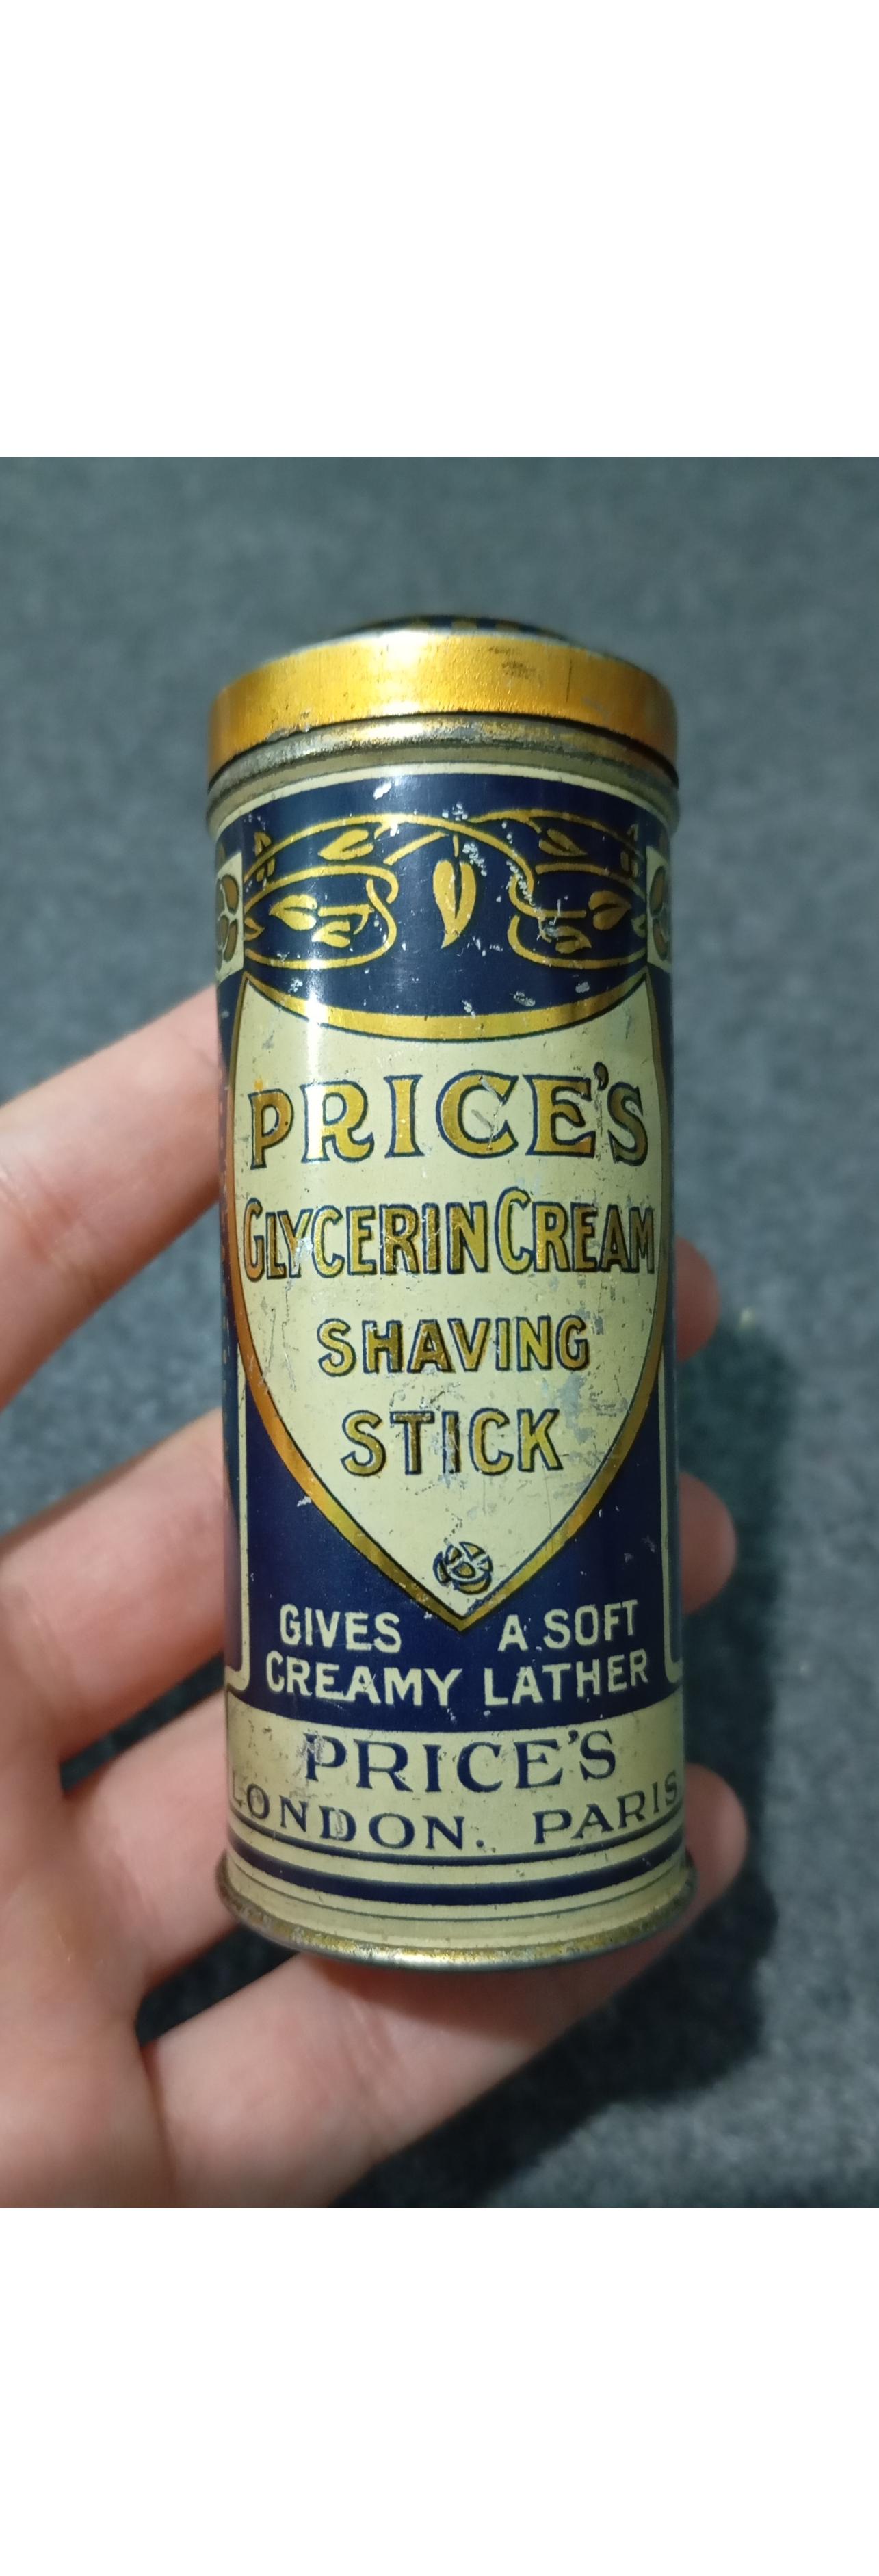 PRICE'S
GLYCERIN CREAM
SHAVING
STICK
GIVES A SOFT
CREAMY LATHER
PRICE'S
LONDON. PARIS